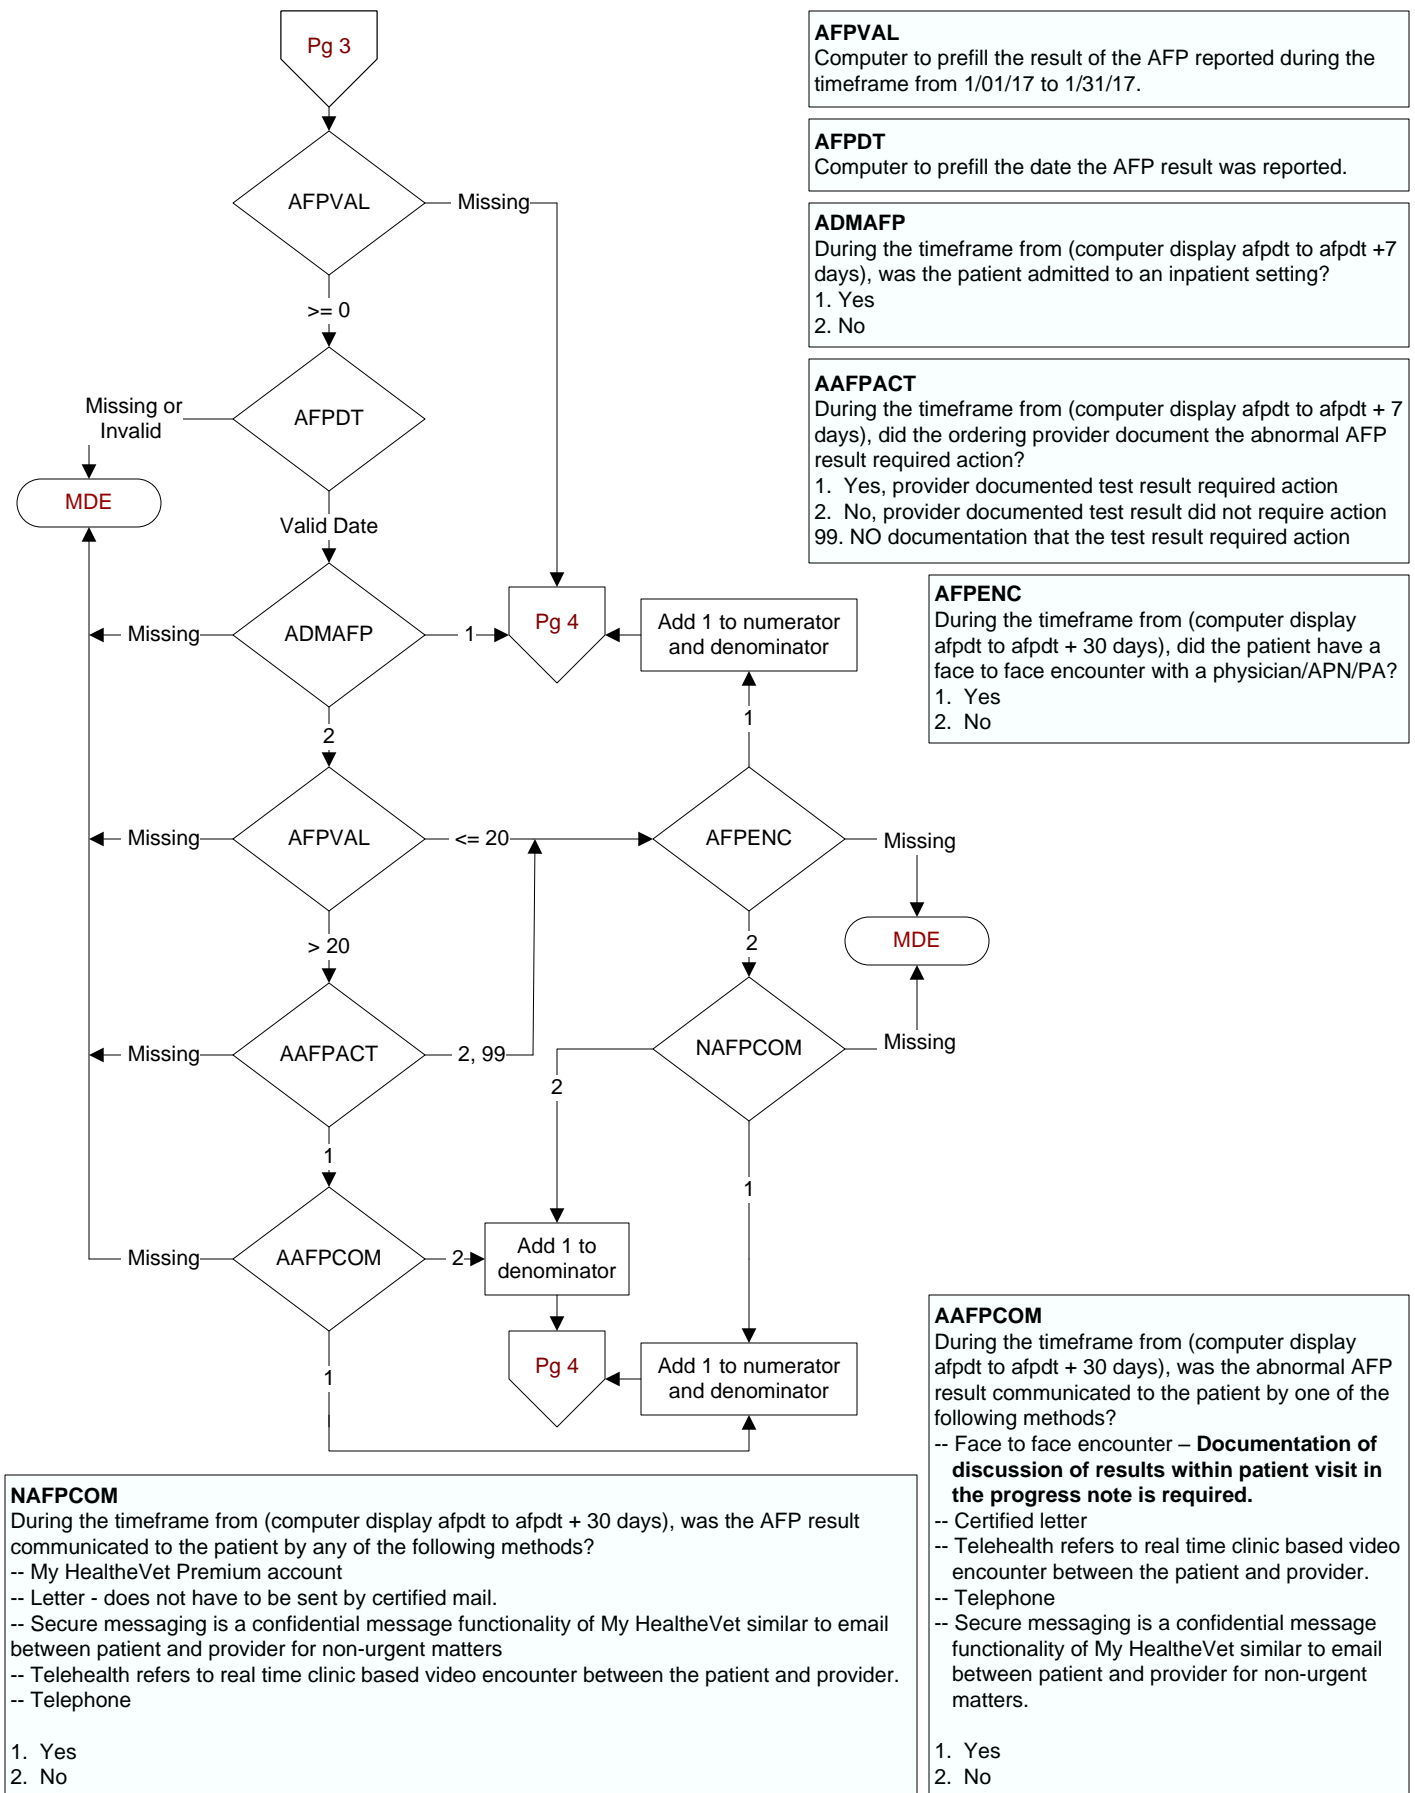 Pg 3
AFPVAL
Missing
>= 0
AFPDT
Missing or
Invalid
MDE
Valid Date
ADMAFP
Missing
1
Pg 4
Add 1 to numerator
and denominator
1
2
AFPVAL
Missing
<= 20
AFPENC
Missing
MDE
> 20
2
AAFPACT
Missing
2, 99
NAFPCOM
Missing
2
1
1
AAFPCOM
Missing
2
Add 1 to
denominator
1
Pg 4
Add 1 to numerator
and denominator
AFPVAL
Computer to prefill the result of the AFP reported during the
timeframe from 1/01/17 to 1/31/17.
AFPDT
Computer to prefill the date the AFP result was reported.
ADMAFP
During the timeframe from (computer display afpdt to afpdt +7
days), was the patient admitted to an inpatient setting?
1. Yes
2. No
AAFPACT
During the timeframe from (computer display afpdt to afpdt + 7
days), did the ordering provider document the abnormal AFP
result required action?
1. Yes, provider documented test result required action
2. No, provider documented test result did not require action
99. NO documentation that the test result required action
AFPENC
During the timeframe from (computer display
afpdt to afpdt + 30 days), did the patient have a
face to face encounter with a physician/APN/PA?
1. Yes
2. No
AAFPCOM
During the timeframe from (computer display
afpdt to afpdt + 30 days), was the abnormal AFP
result communicated to the patient by one of the
following methods?
-- Face to face encounter – Documentation of
discussion of results within patient visit in
the progress note is required.
-- Certified letter
-- Telehealth refers to real time clinic based video
encounter between the patient and provider.
-- Telephone
-- Secure messaging is a confidential message
functionality of My HealtheVet similar to email
between patient and provider for non-urgent
matters.
1. Yes
2. No
NAFPCOM
During the timeframe from (computer display afpdt to afpdt + 30 days), was the AFP result
communicated to the patient by any of the following methods?
-- My HealtheVet Premium account
-- Letter - does not have to be sent by certified mail.
-- Secure messaging is a confidential message functionality of My HealtheVet similar to email
between patient and provider for non-urgent matters
-- Telehealth refers to real time clinic based video encounter between the patient and provider.
-- Telephone
1. Yes
2. No